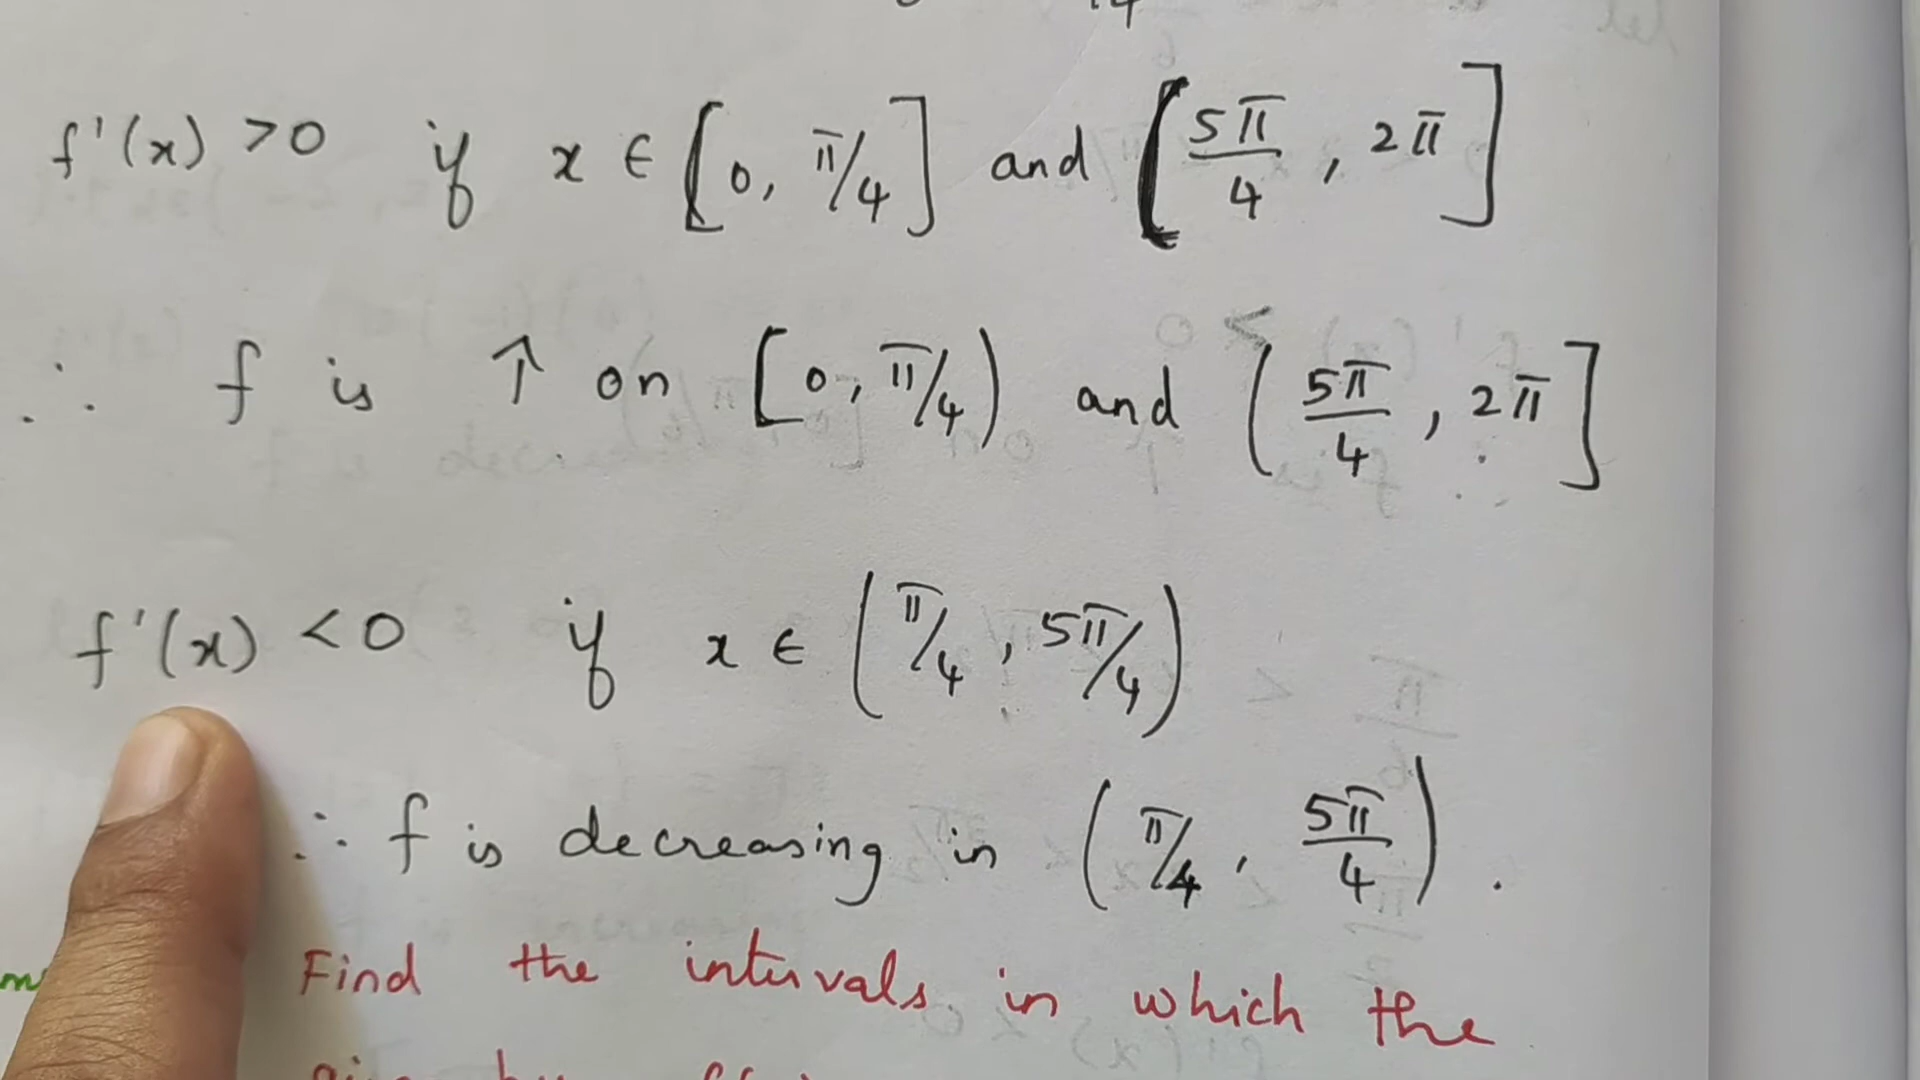 f'(x) >0 if x ∈ [0, π/4] and [5π/4, 2π]
∴ f is ↑ on [0, π/4) and (5π/4, 2π]
f'(x) <0 if x ∈ (π/4, 5π/4)
∴ f is decreasing in (π/4, 5π/4).
Find the intervals in which the